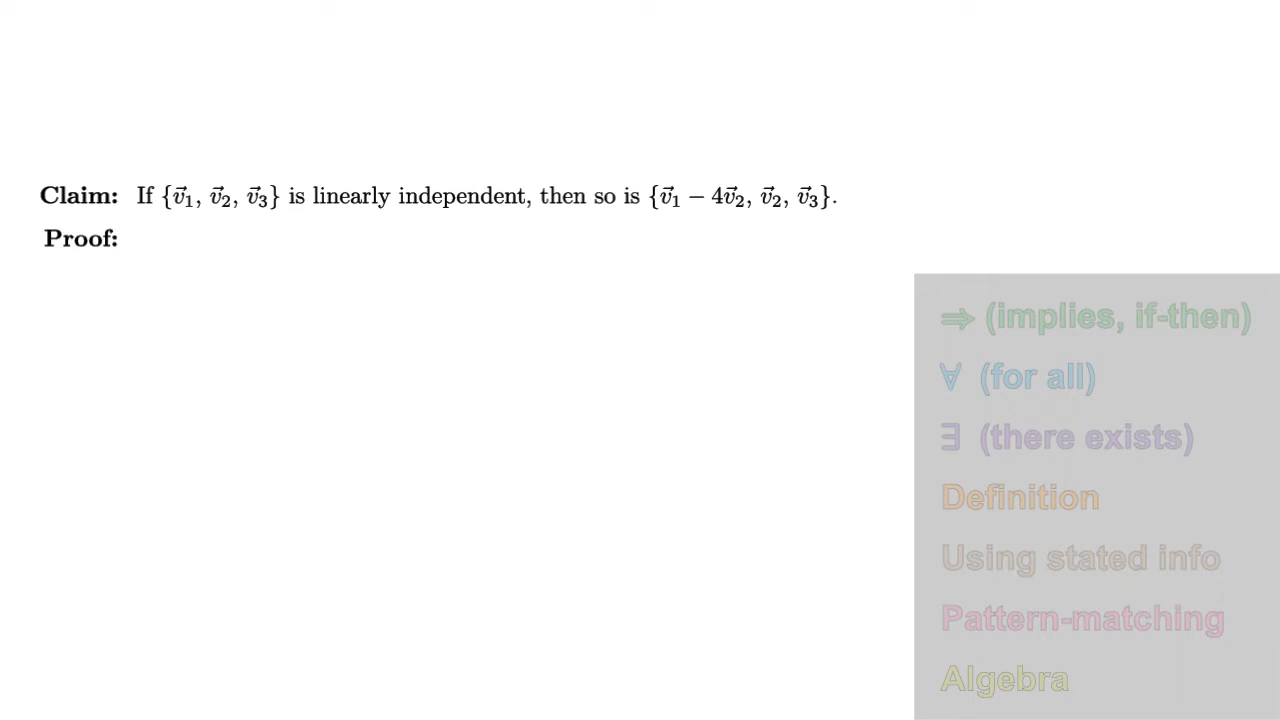 Claim: If {v⃗₁, v⃗₂, v⃗₃} is linearly independent, then so is {v⃗₁ − 4v⃗₂, v⃗₂, v⃗₃}.
Proof:
⇒ (implies, if-then)
∀ (for all)
∃ (there exists)
Definition
Using stated info
Pattern-matching
Algebra